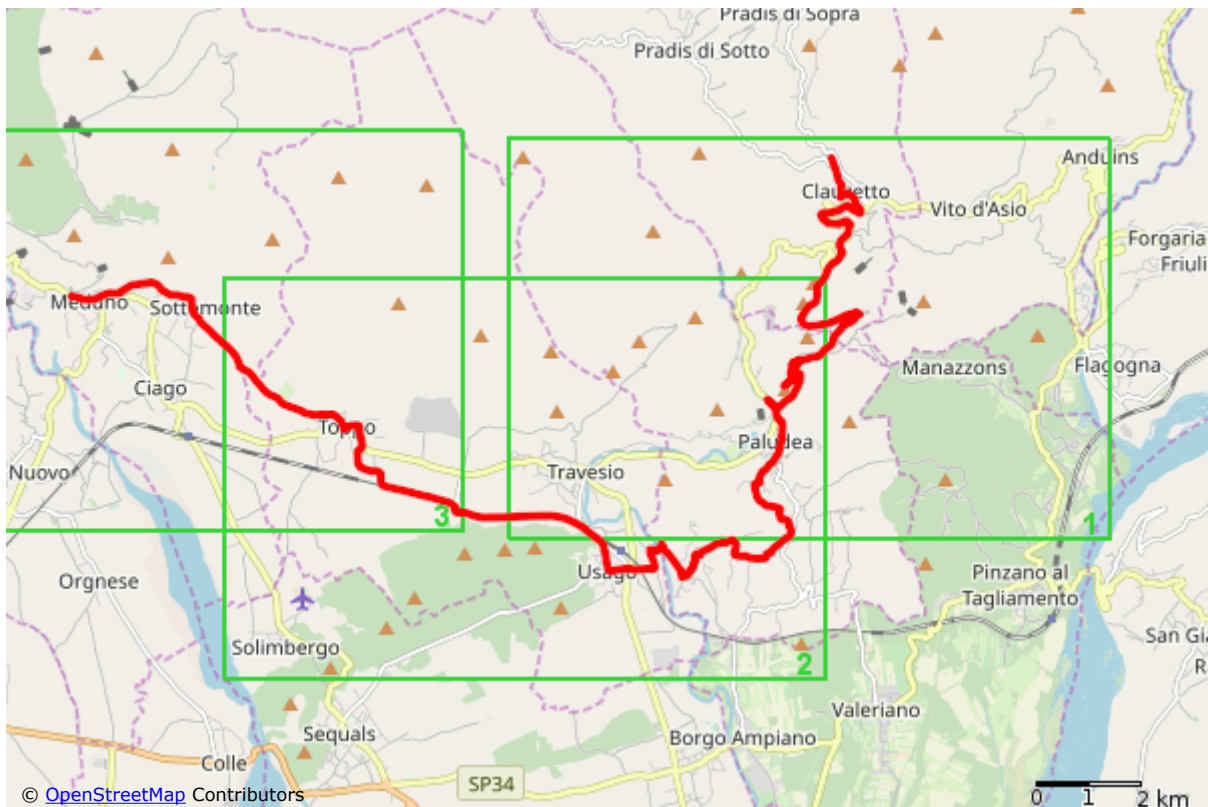 Pradis di Sopra
Pradis di Sotto
Anduins
Clauzetto
Vito d'Asio
Forgaria
Friuli
Meduno
Sottomonte
Manazzons
Flagogna
Ciago
Toppo
Paludea
Nuovo
Travesio
3
1
Usago
Orgnese
Pinzano al
Tagliamento
San Gia
R
Solimbergo
2
Valeriano
Sequals
Borgo Ampiano
Colle
SP34
© OpenStreetMap Contributors
0 1 2 km